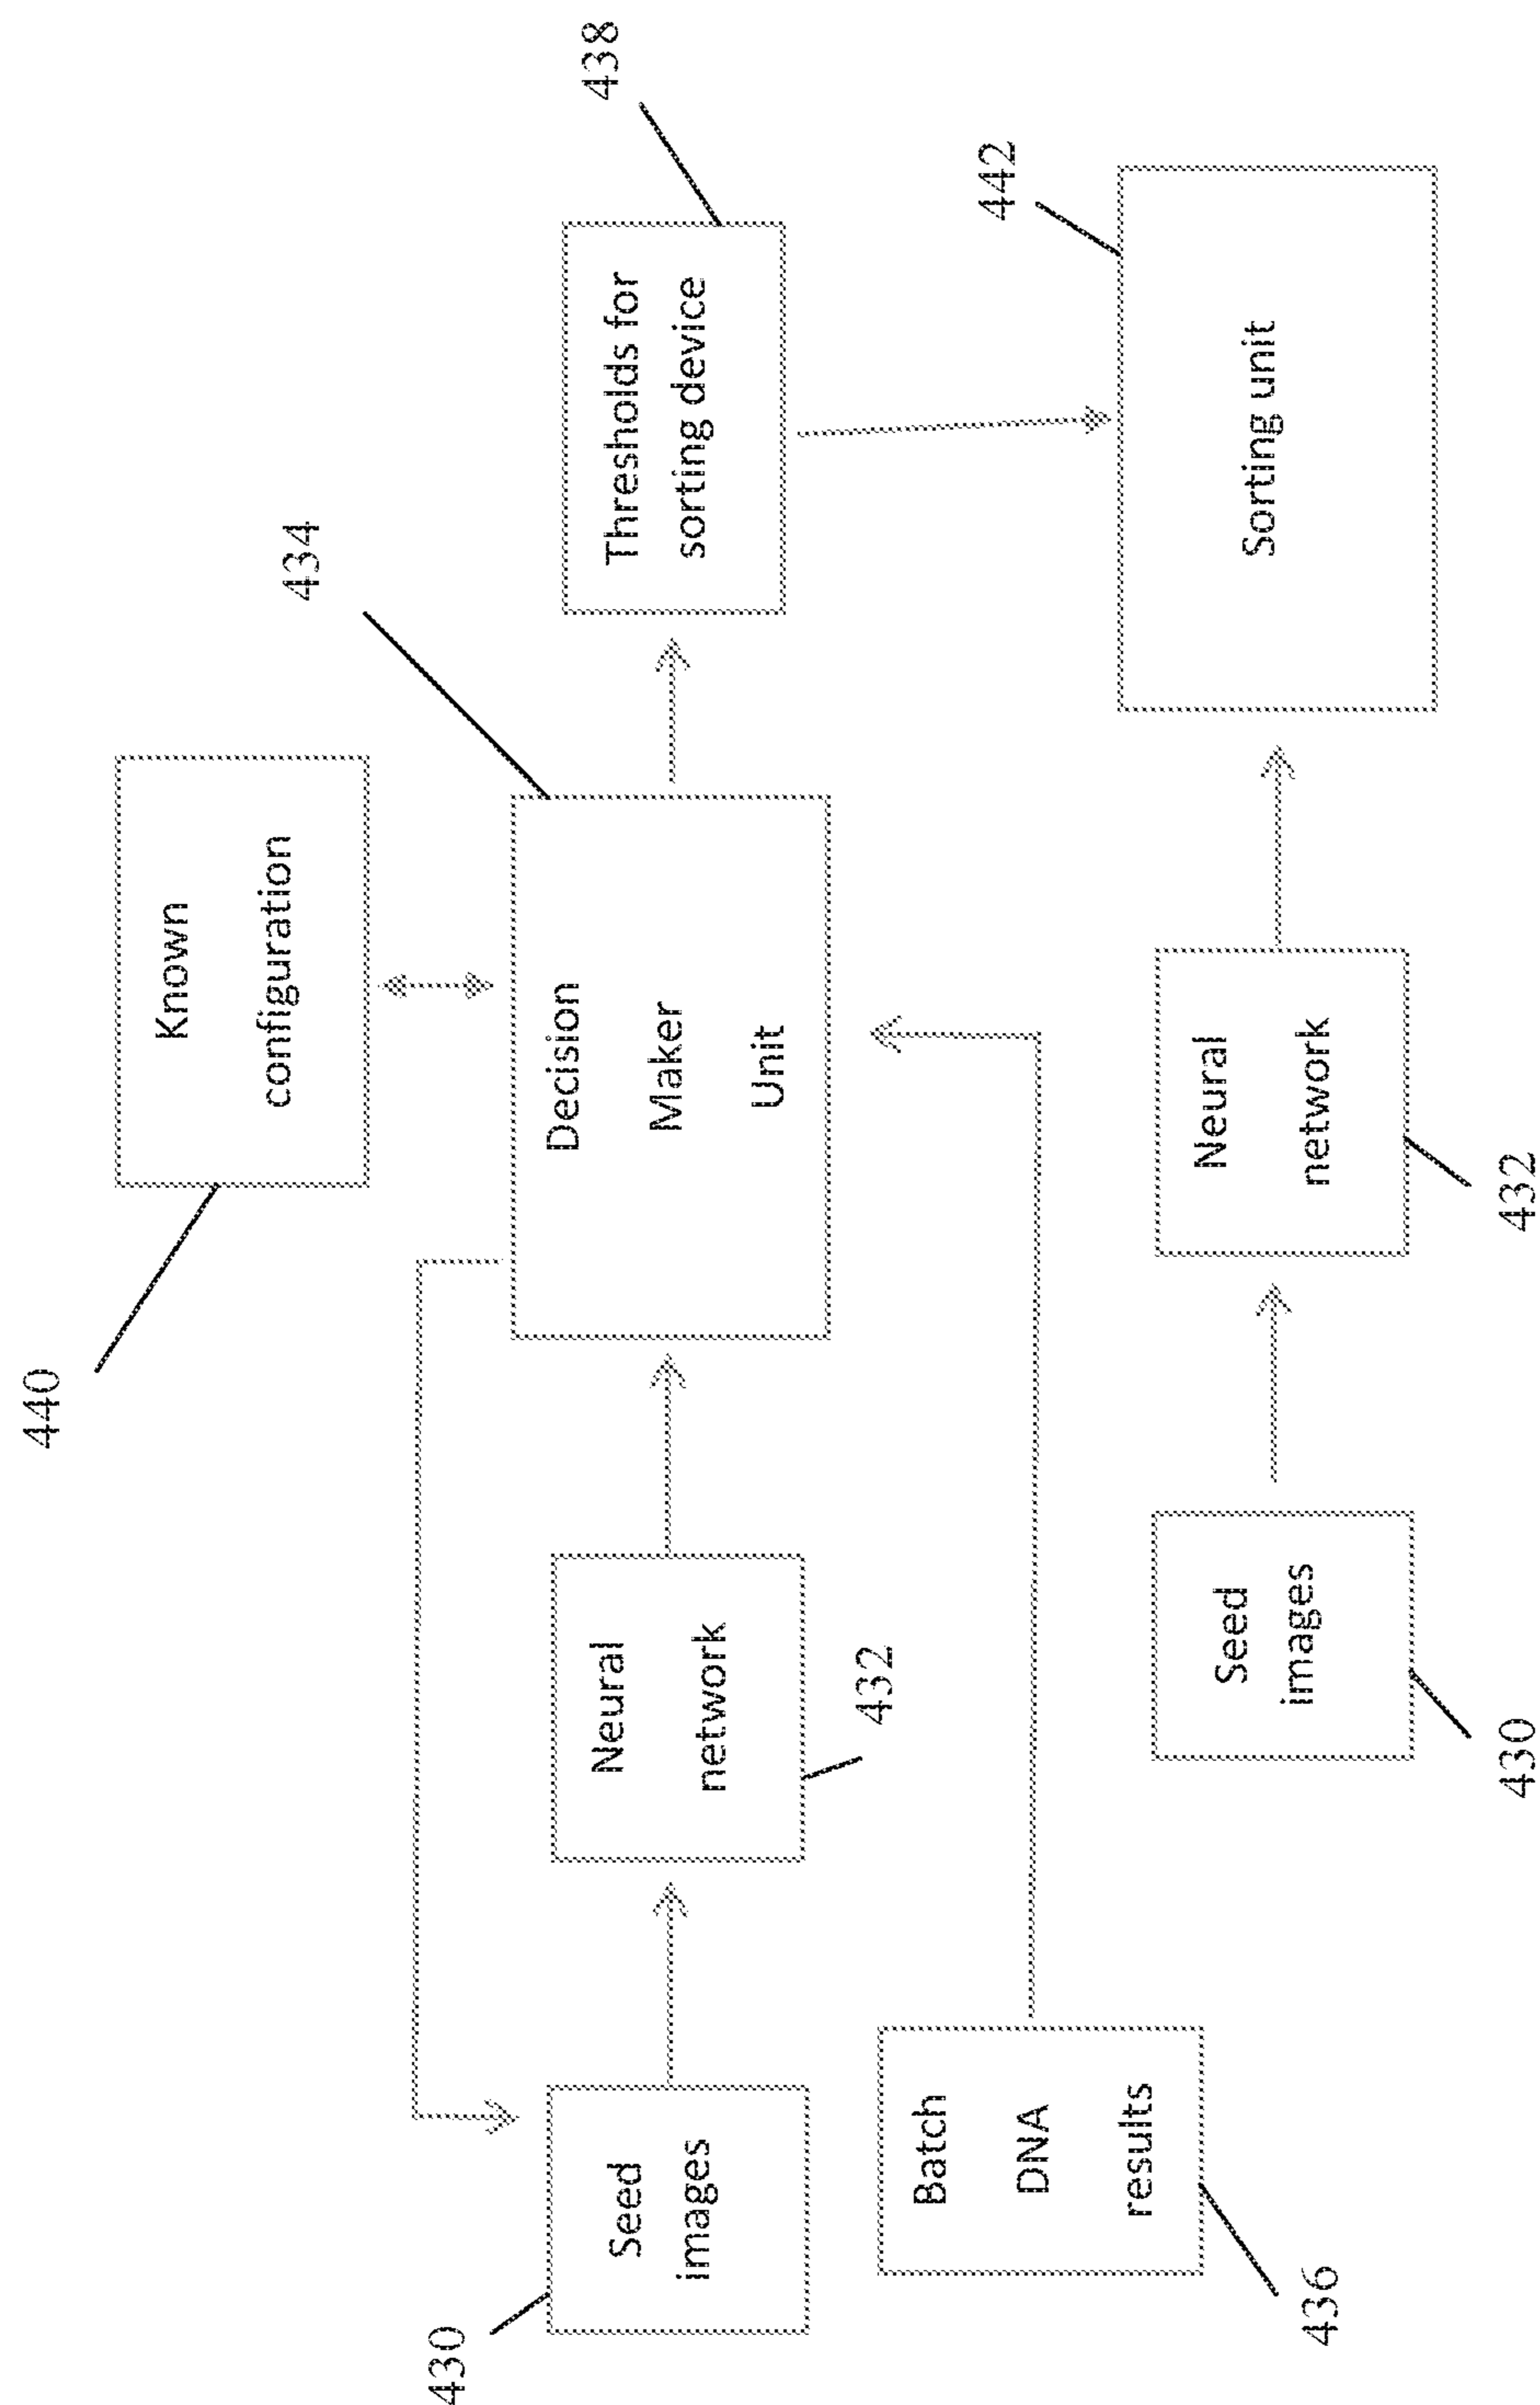 440
Known
configuration
434
438
430
Seed
images
Neural
network
432
Decision
Maker
Unit
Thresholds for
sorting device
436
Batch
DNA
results
442
430
Seed
images
432
Neural
network
Sorting unit